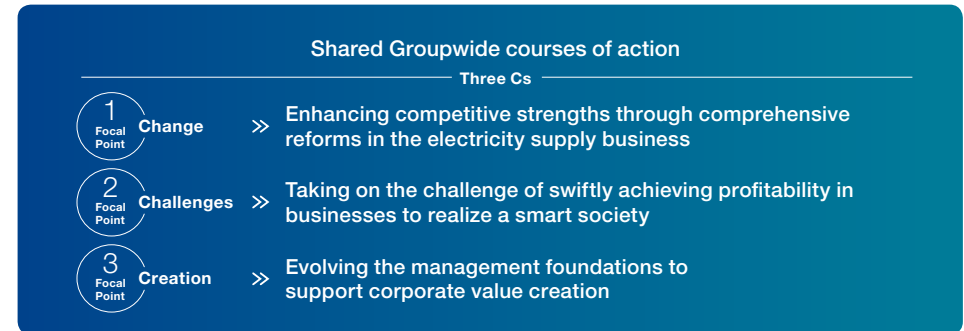 Shared Groupwide courses of action
Three Cs
1
Focal
Point
Change
»
Enhancing competitive strengths through comprehensive
reforms in the electricity supply business
2
Focal
Point
Challenges
»
Taking on the challenge of swiftly achieving profitability in
businesses to realize a smart society
3
Focal
Point
Creation
»
Evolving the management foundations to
support corporate value creation